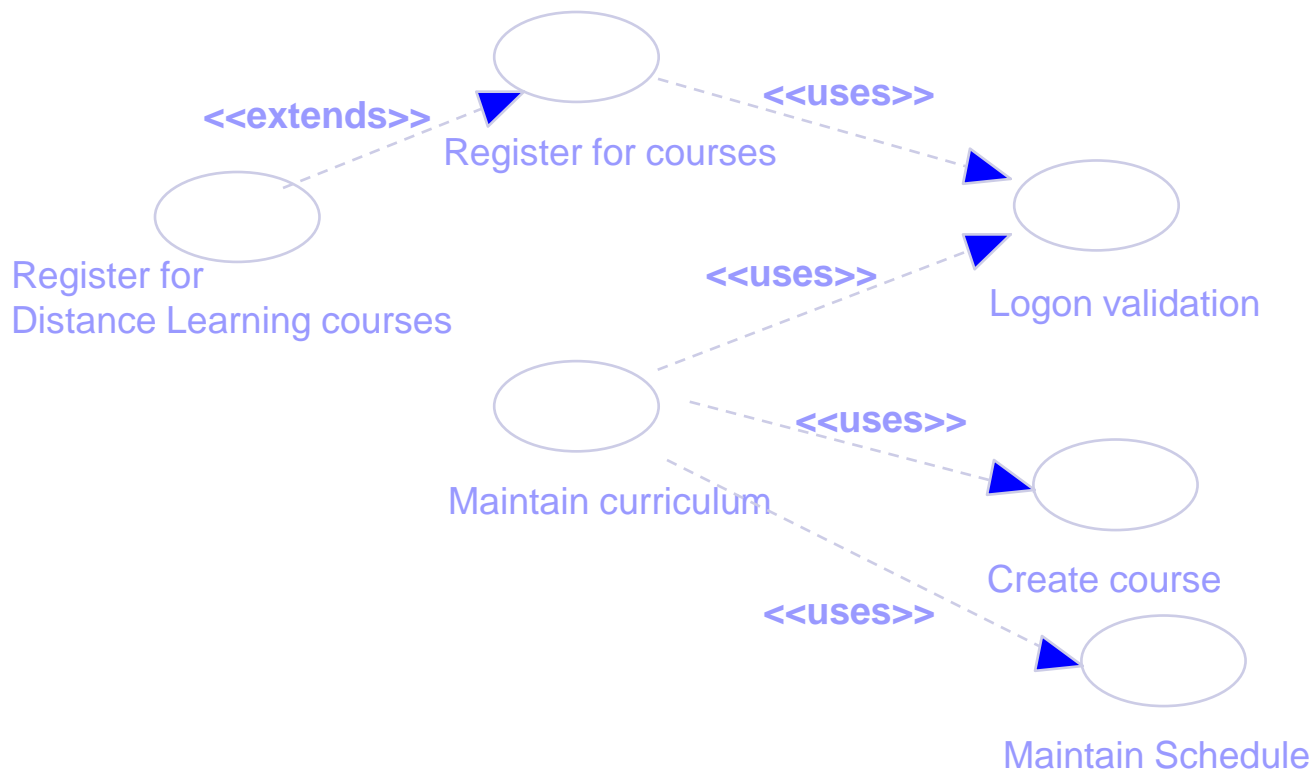 <<extends>>
<<uses>>
Register for courses
Register for
Distance Learning courses
<<uses>>
Logon validation
<<uses>>
Maintain curriculum
Create course
<<uses>>
Maintain Schedule